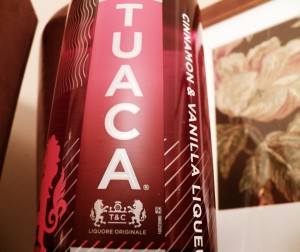 TUACA®
T&C
LIQUORE ORIGINALE
CINNAMON & VANILLA LIQUE